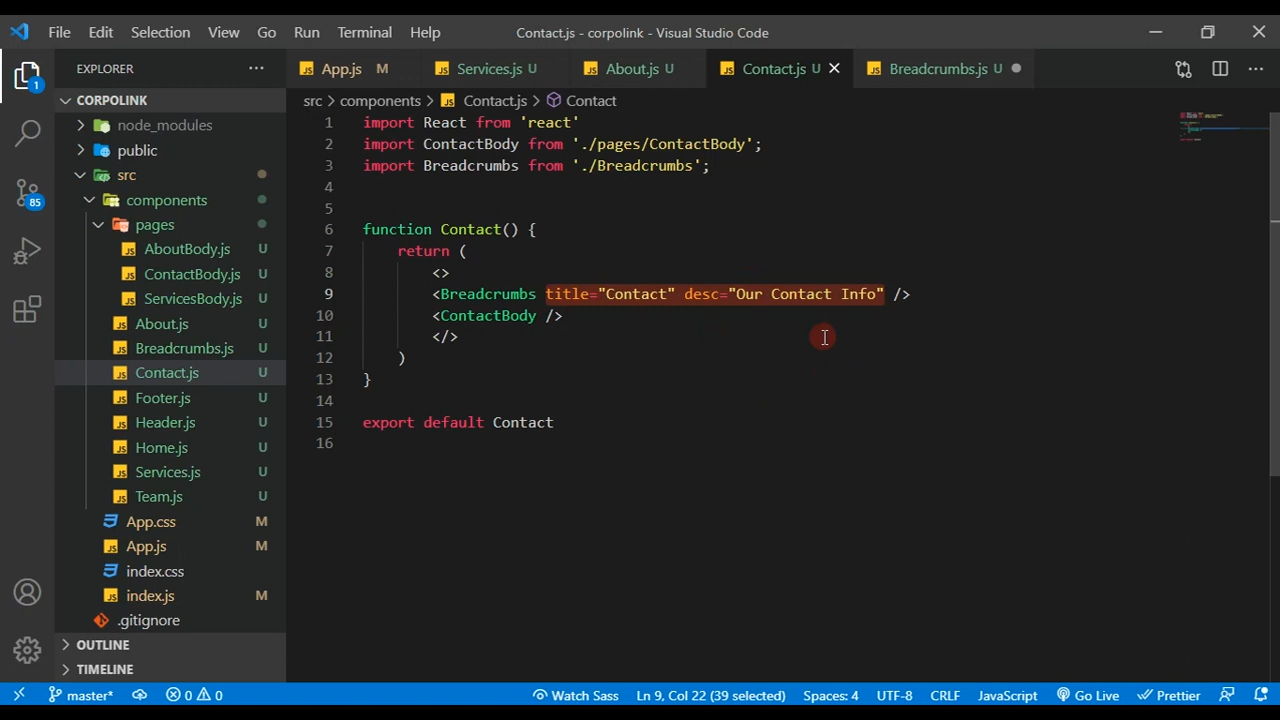 File Edit Selection View Go Run Terminal Help Contact.js - corpolink - Visual Studio Code
EXPLORER
App.js M Services.js U About.js U Contact.js U Breadcrumbs.js U
CORPOLINK
src components Contact.js Contact
node_modules
public
src
components
pages
AboutBody.js U
ContactBody.js U
ServicesBody.js U
About.js U
Breadcrumbs.js U
Contact.js U
Footer.js U
Header.js U
Home.js U
Services.js U
Team.js U
App.css M
App.js M
index.css
index.js M
.gitignore
OUTLINE
TIMELINE
1
85
1 import React from 'react'
2 import ContactBody from './pages/ContactBody';
3 import Breadcrumbs from './Breadcrumbs';
4
5
6 function Contact() {
7 return (
8 <>
9 <Breadcrumbs title="Contact" desc="Our Contact Info" />
10 <ContactBody />
11 </>
12 )
13 }
14
15 export default Contact
16
master* 0 0 Watch Sass Ln 9, Col 22 (39 selected) Spaces: 4 UTF-8 CRLF JavaScript Go Live Prettier